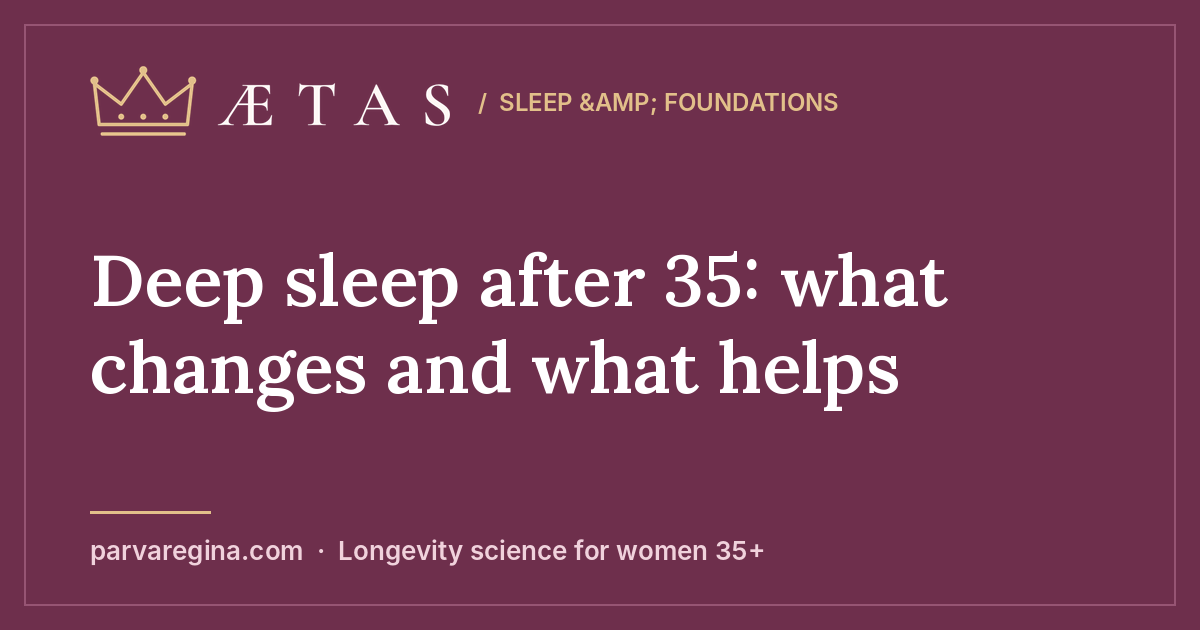 ÆTAS / SLEEP &AMP; FOUNDATIONS
Deep sleep after 35: what
changes and what helps
parvaregina.com · Longevity science for women 35+